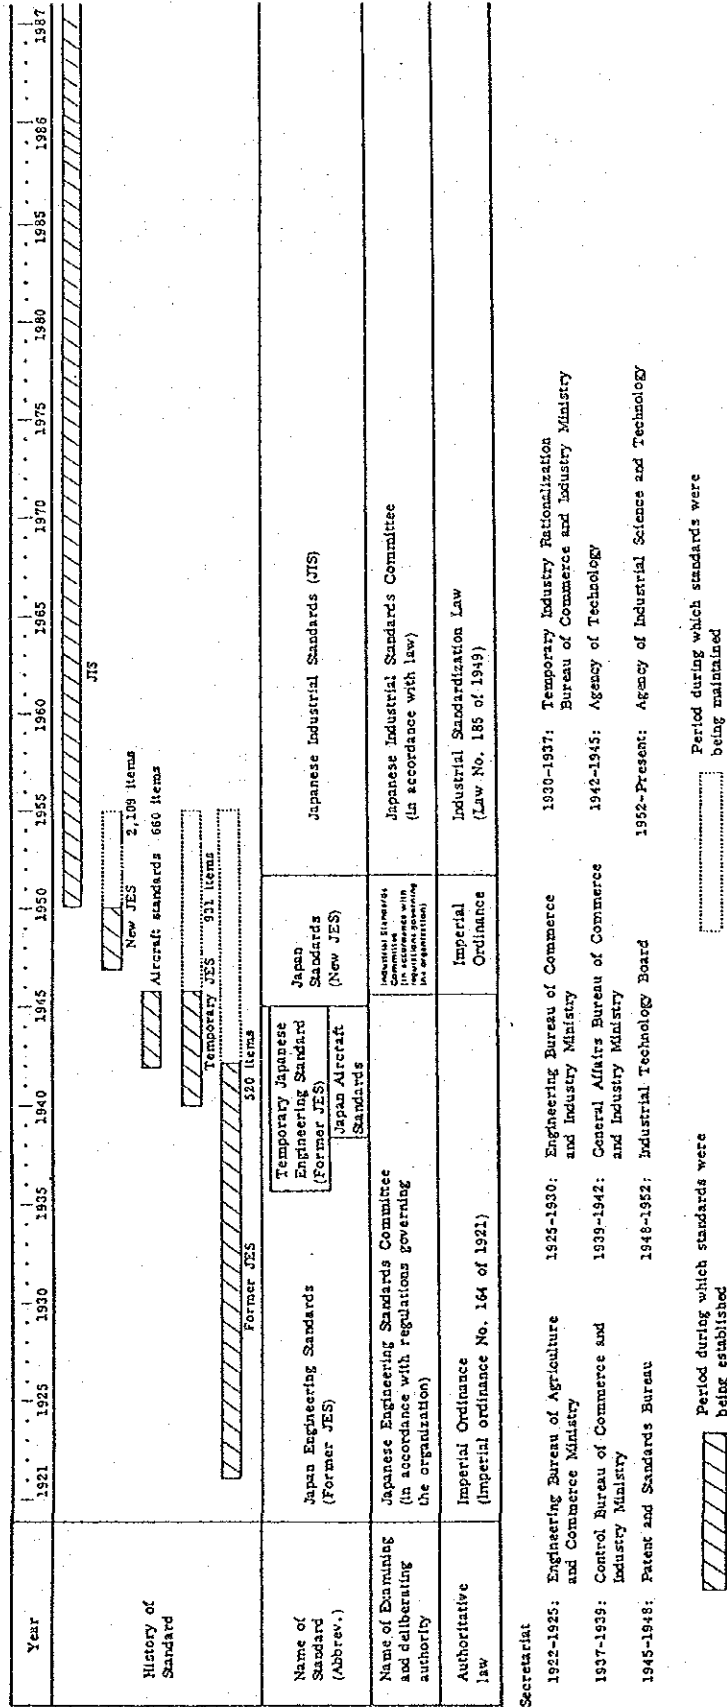 Year
1921
1925
1930
1935
1940
1945
1950
1955
1960
1965
1970
1975
1980
1985
1986
1987
History of
Standard
JIS
New JES 2,109 items
Aircraft standards 660 items
Temporary JES 931 items
Former JES
520 items
Name of
Standard
(Abbrev.)
Japan Engineering Standards
(Former JES)
Temporary Japanese
Engineering Standard
(Former JES)
Japan Aircraft
Standards
Japan
Standards
(New JES)
Japanese Industrial Standards (JIS)
Name of Examining
and deliberating
authority
Japanese Engineering Standards Committee
(in accordance with regulations governing
the organization)
Industrial Standards
Committee
(in accordance with
regulations governing
the organization)
Japanese Industrial Standards Committee
(in accordance with law)
Authoritative
law
Imperial Ordinance
(Imperial ordinance No. 164 of 1921)
Imperial
Ordinance
Industrial Standardization Law
(Law No. 185 of 1949)
Secretariat
1922-1925: Engineering Bureau of Agriculture
and Commerce Ministry
1925-1930: Engineering Bureau of Commerce
and Industry Ministry
1930-1937: Temporary Industry Rationalization
Bureau of Commerce and Industry Ministry
1937-1939: Control Bureau of Commerce and
Industry Ministry
1939-1942: General Affairs Bureau of Commerce
and Industry Ministry
1942-1945: Agency of Technology
1945-1948: Patent and Standards Bureau
1948-1952: Industrial Technology Board
1952-Present: Agency of Industrial Science and Technology
Period during which standards were
being established
Period during which standards were
being maintained